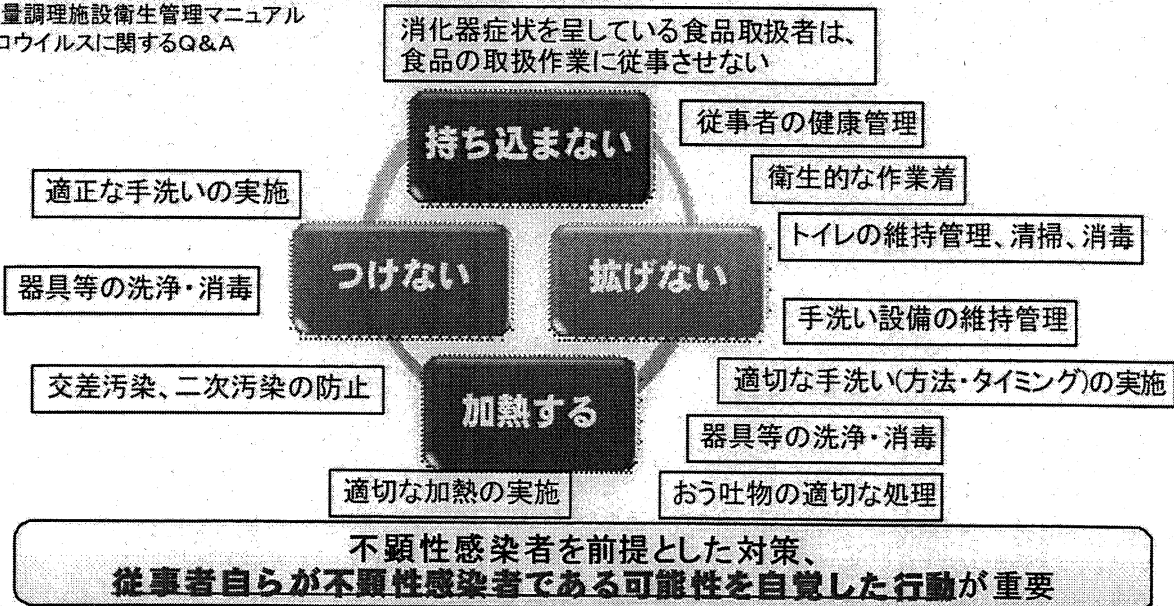 量調理施設衛生管理マニュアル
ロウイルスに関するQ&A
消化器症状を呈している食品取扱者は、
食品の取扱作業に従事させない
持ち込まない
従事者の健康管理
衛生的な作業着
適正な手洗いの実施
トイレの維持管理、清掃、消毒
つけない
拡げない
器具等の洗浄・消毒
手洗い設備の維持管理
交差汚染、二次汚染の防止
適切な手洗い(方法・タイミング)の実施
加熱する
器具等の洗浄・消毒
適切な加熱の実施
おう吐物の適切な処理
不顕性感染者を前提とした対策、
従事者自らが不顕性感染者である可能性を自覚した行動が重要